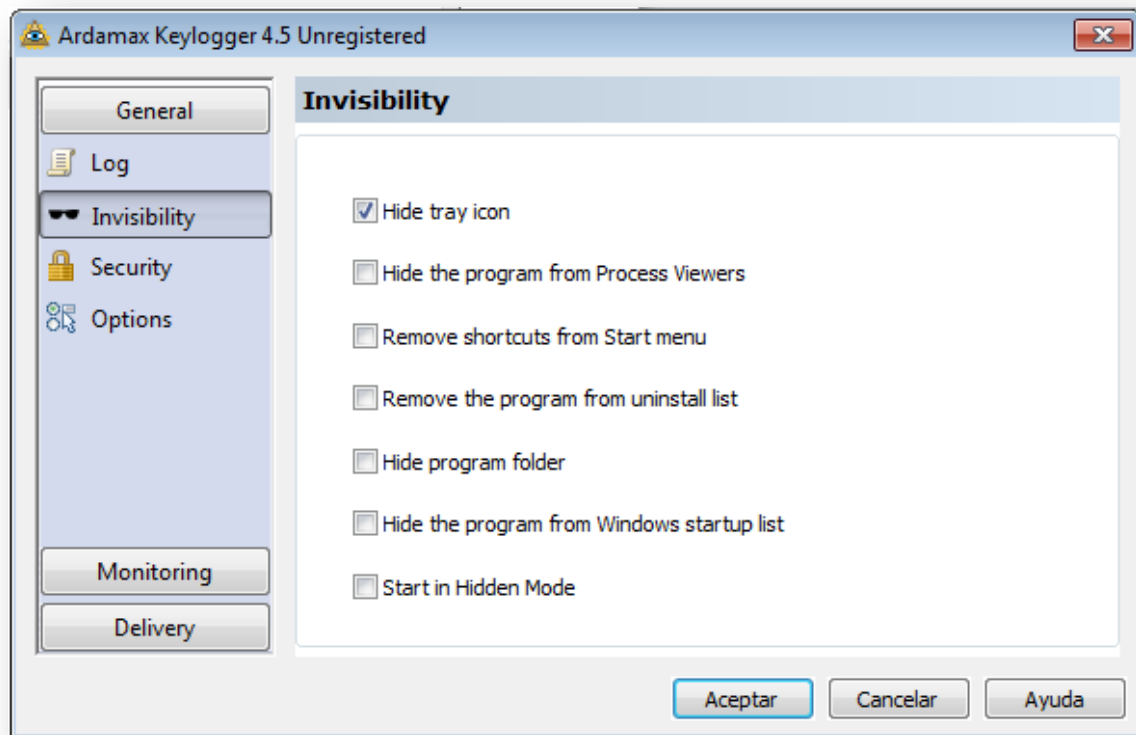 Ardamax Keylogger 4.5 Unregistered
General
Log
Invisibility
Security
Options
Monitoring
Delivery
Invisibility
Hide tray icon
Hide the program from Process Viewers
Remove shortcuts from Start menu
Remove the program from uninstall list
Hide program folder
Hide the program from Windows startup list
Start in Hidden Mode
Aceptar
Cancelar
Ayuda